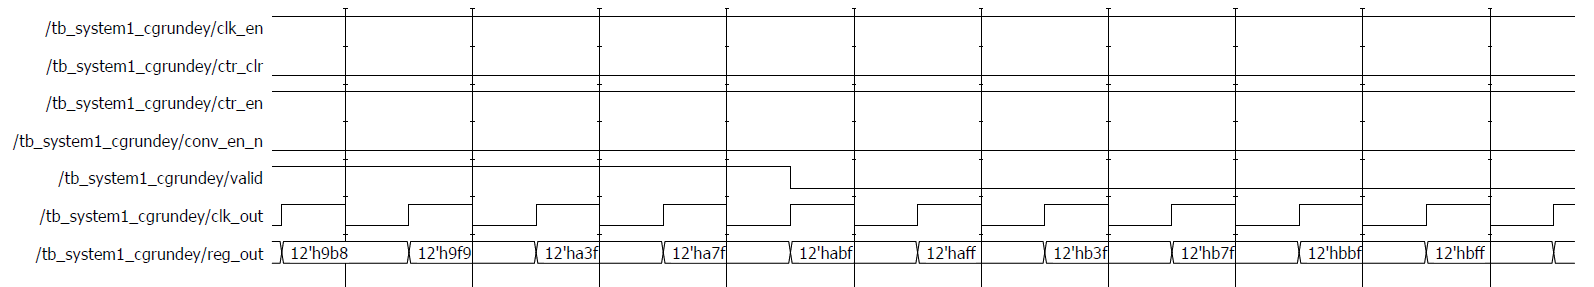 /tb_system1_cgrundey/clk_en
/tb_system1_cgrundey/ctr_clr
/tb_system1_cgrundey/ctr_en
/tb_system1_cgrundey/conv_en_n
/tb_system1_cgrundey/valid
/tb_system1_cgrundey/clk_out
/tb_system1_cgrundey/reg_out 12'h9b8 12'h9f9 12'ha3f 12'ha7f 12'habf 12'haff 12'hb3f 12'hb7f 12'hbbf 12'hbff